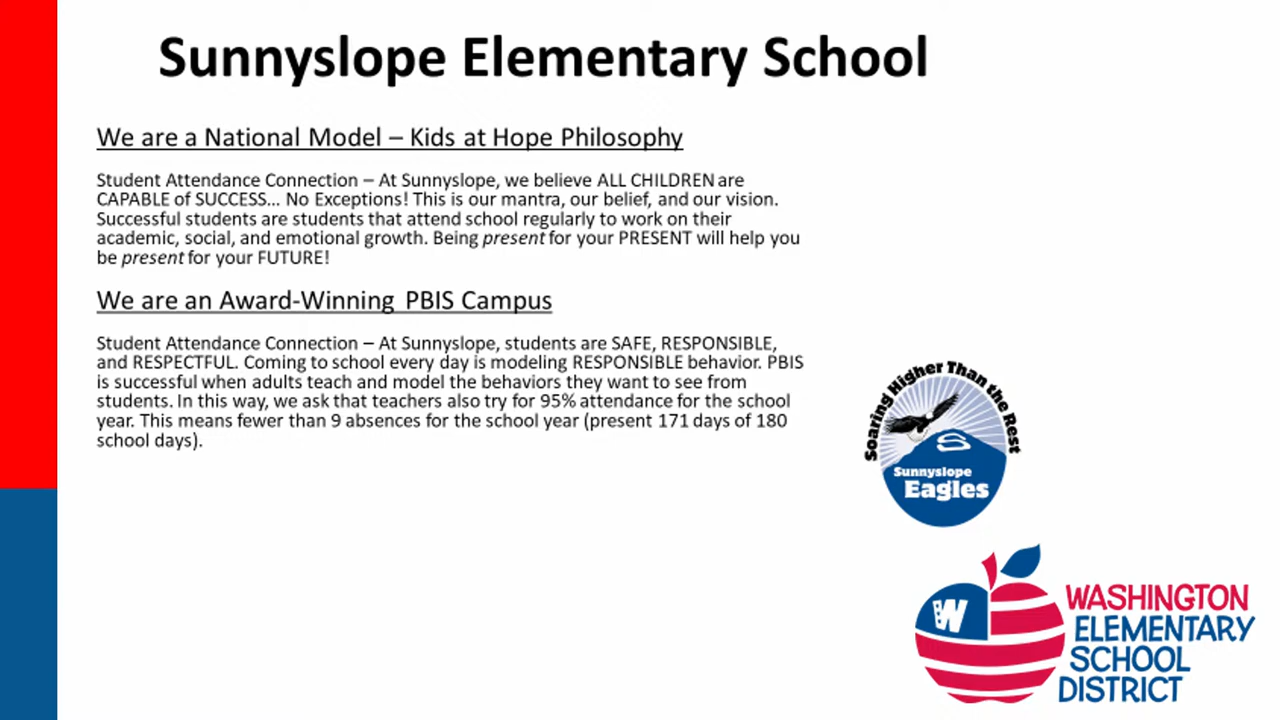 Sunnyslope Elementary School
We are a National Model – Kids at Hope Philosophy
Student Attendance Connection – At Sunnyslope, we believe ALL CHILDREN are
CAPABLE of SUCCESS… No Exceptions! This is our mantra, our belief, and our vision.
Successful students are students that attend school regularly to work on their
academic, social, and emotional growth. Being present for your PRESENT will help you
be present for your FUTURE!
We are an Award-Winning PBIS Campus
Student Attendance Connection – At Sunnyslope, students are SAFE, RESPONSIBLE,
and RESPECTFUL. Coming to school every day is modeling RESPONSIBLE behavior. PBIS
is successful when adults teach and model the behaviors they want to see from
students. In this way, we ask that teachers also try for 95% attendance for the school
year. This means fewer than 9 absences for the school year (present 171 days of 180
school days).
Soaring Higher Than the Rest
S
Sunnyslope
Eagles
W
WASHINGTON
ELEMENTARY
SCHOOL
DISTRICT